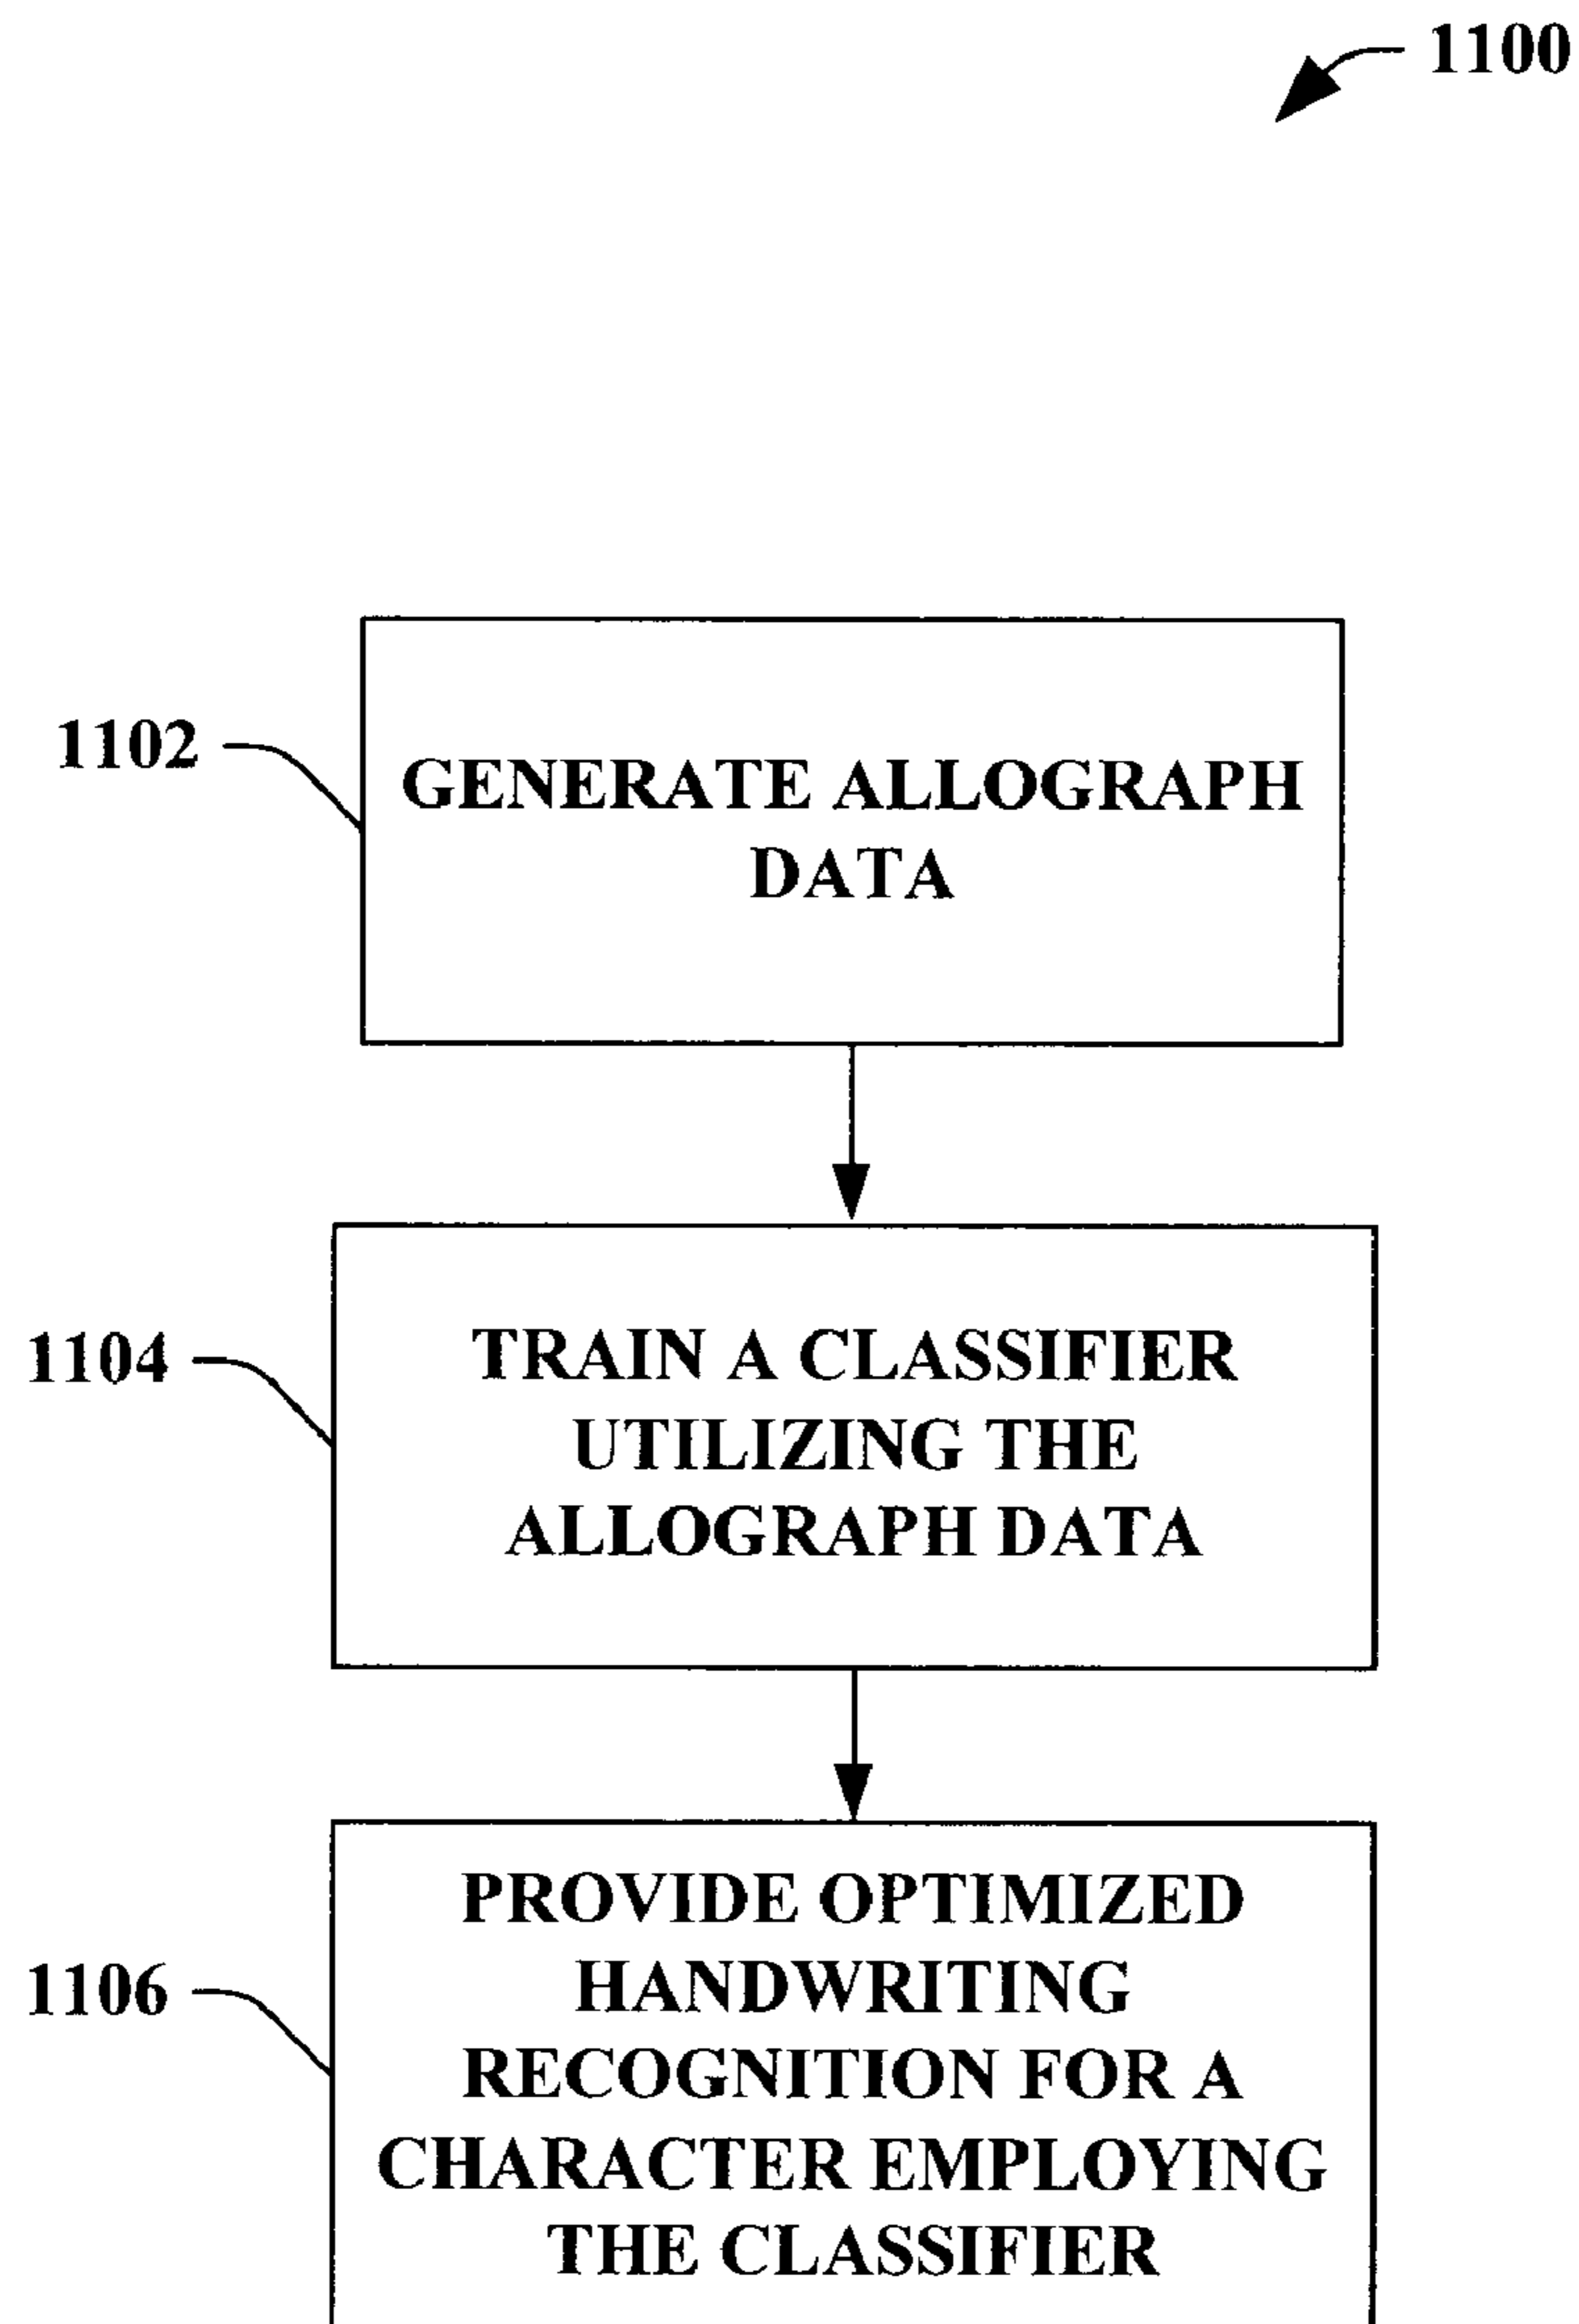 1100
1102
GENERATE ALLOGRAPH
DATA
1104
TRAIN A CLASSIFIER
UTILIZING THE
ALLOGRAPH DATA
1106
PROVIDE OPTIMIZED
HANDWRITING
RECOGNITION FOR A
CHARACTER EMPLOYING
THE CLASSIFIER